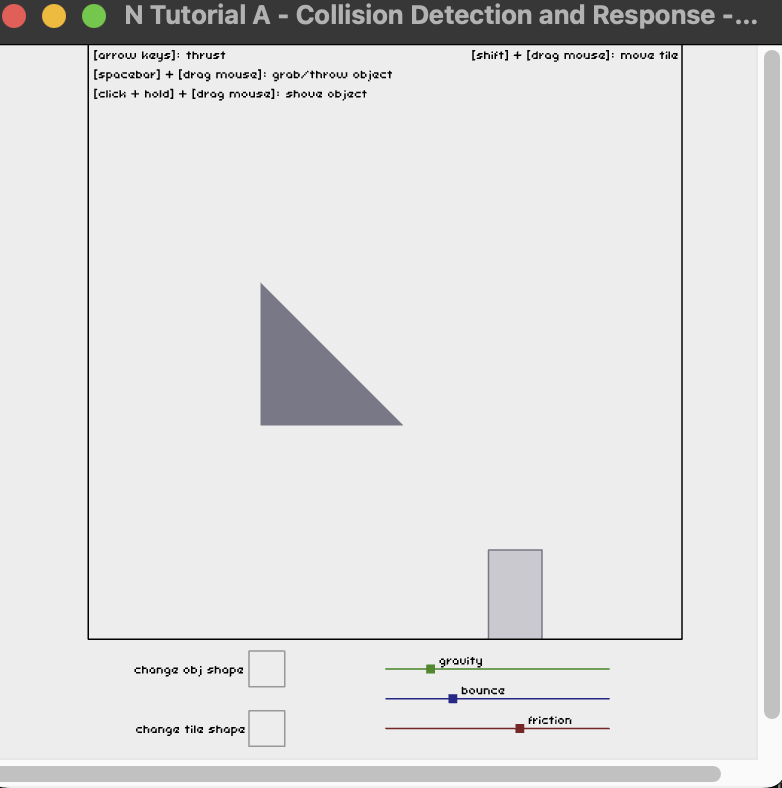 N Tutorial A - Collision Detection and Response -...
[arrow keys]: thrust
[shift] + [drag mouse]: move tile
[spacebar] + [drag mouse]: grab/throw object
[click + hold] + [drag mouse]: shove object
change obj shape
gravity
bounce
change tile shape
friction